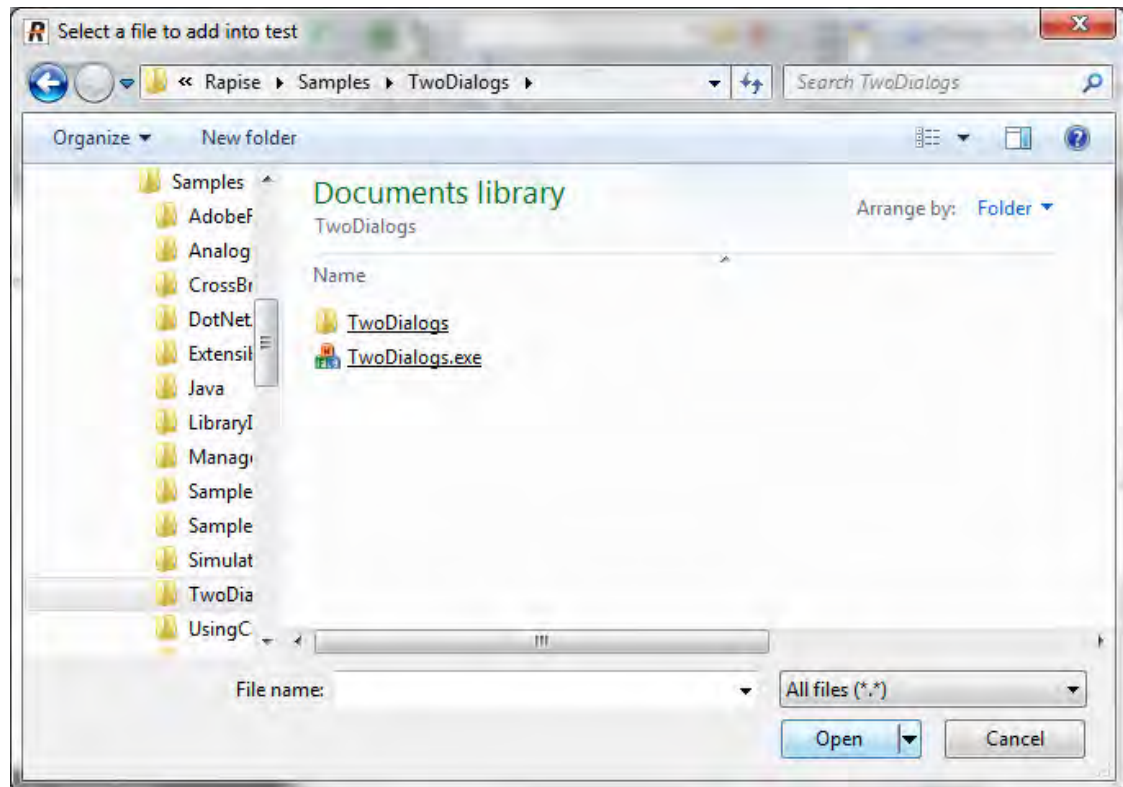 Select a file to add into test
« Rapise Samples TwoDialogs
Search TwoDialogs
Organize New folder
Documents library
TwoDialogs
Arrange by: Folder
Name
TwoDialogs
TwoDialogs.exe
Samples
AdobeF
Analog
CrossBr
DotNet
Extensil
Java
LibraryI
Manag
Sample
Sample
Simulat
TwoDia
UsingC
File name:
All files (*.*)
Open Cancel